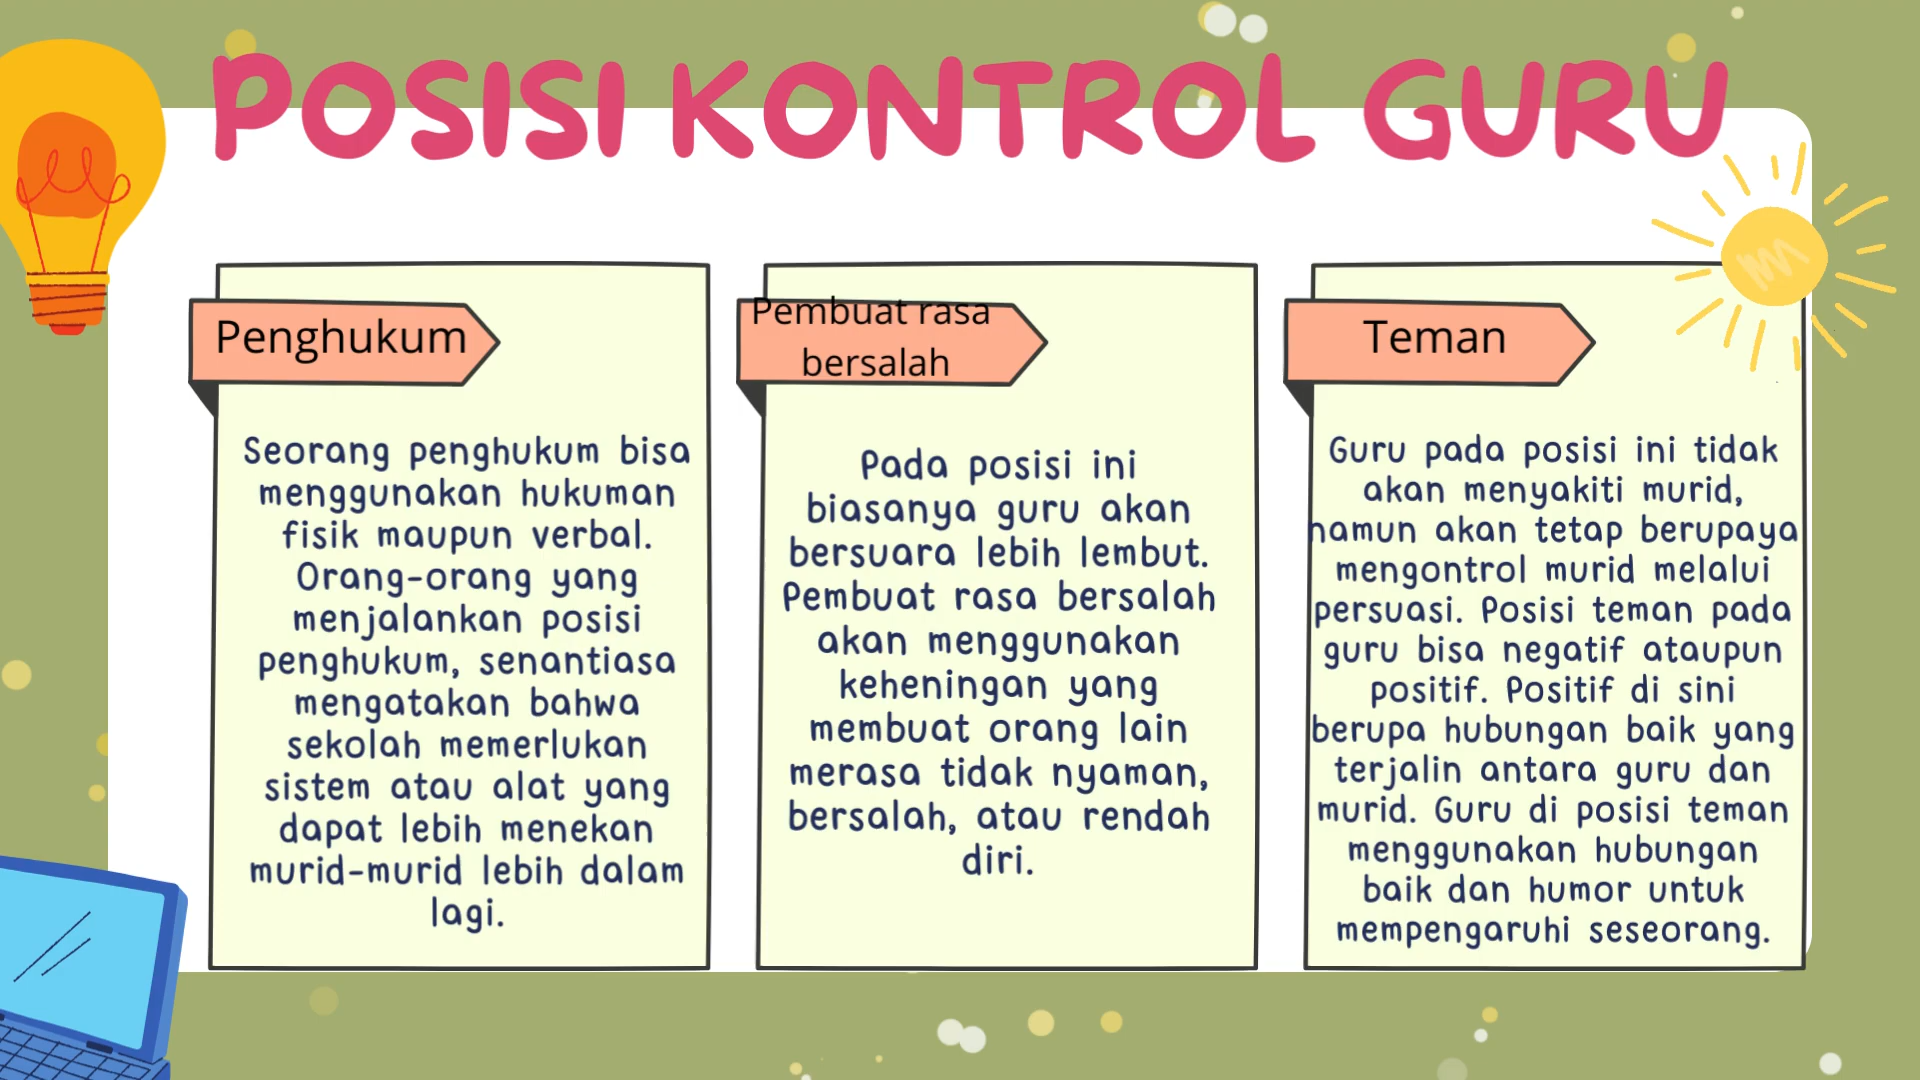 POSISI KONTROL GURU
Penghukum
Seorang penghukum bisa
menggunakan hukuman
fisik maupun verbal.
Orang-orang yang
menjalankan posisi
penghukum, senantiasa
mengatakan bahwa
sekolah memerlukan
sistem atau alat yang
dapat lebih menekan
murid-murid lebih dalam
lagi.
Pembuat rasa
bersalah
Pada posisi ini
biasanya guru akan
bersuara lebih lembut.
Pembuat rasa bersalah
akan menggunakan
keheningan yang
membuat orang lain
merasa tidak nyaman,
bersalah, atau rendah
diri.
Teman
Guru pada posisi ini tidak
akan menyakiti murid,
namun akan tetap berupaya
mengontrol murid melalui
persuasi. Posisi teman pada
guru bisa negatif ataupun
positif. Positif di sini
berupa hubungan baik yang
terjalin antara guru dan
murid. Guru di posisi teman
menggunakan hubungan
baik dan humor untuk
mempengaruhi seseorang.